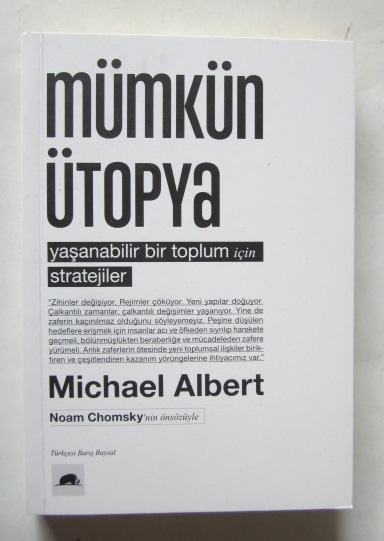 mümkün
ütopya
yaşanabilir bir toplum için
stratejiler
"Zihinler değişiyor. Rejimler çöküyor. Yeni yapılar doğuyor.
Çalkantılı zamanlar, çalkantılı değişimler yaşanıyor. Yine de
zaferin kaçınılmaz olduğunu söyleyemeyiz. Peşine düşülen
hedeflere erişmek için insanlar acı ve öfkeden sıyrılıp harekete
geçmeli, bölünmüşlükten beraberliğe ve mücadeleden zafere
yürümeli. Anlık zaferlerin ötesinde yeni toplumsal ilişkiler birik-
tiren ve çeşitlendiren kazanım yörüngelerine ihtiyacımız var."
Michael Albert
Noam Chomsky'nin önsözüyle
Türkçesi Barış Baysal